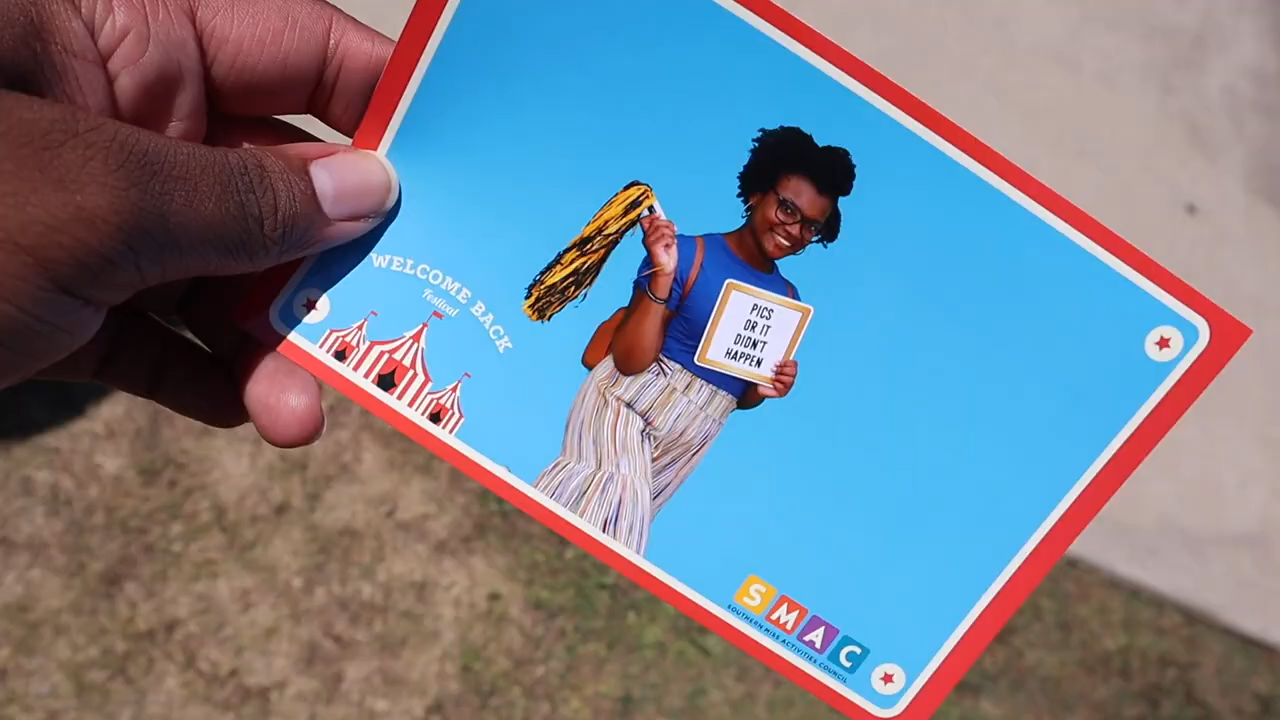 WELCOME BACK
Festival
PICS
OR IT
DIDN'T
HAPPEN
SMAC
SOUTHERN MISS ACTIVITIES COUNCIL